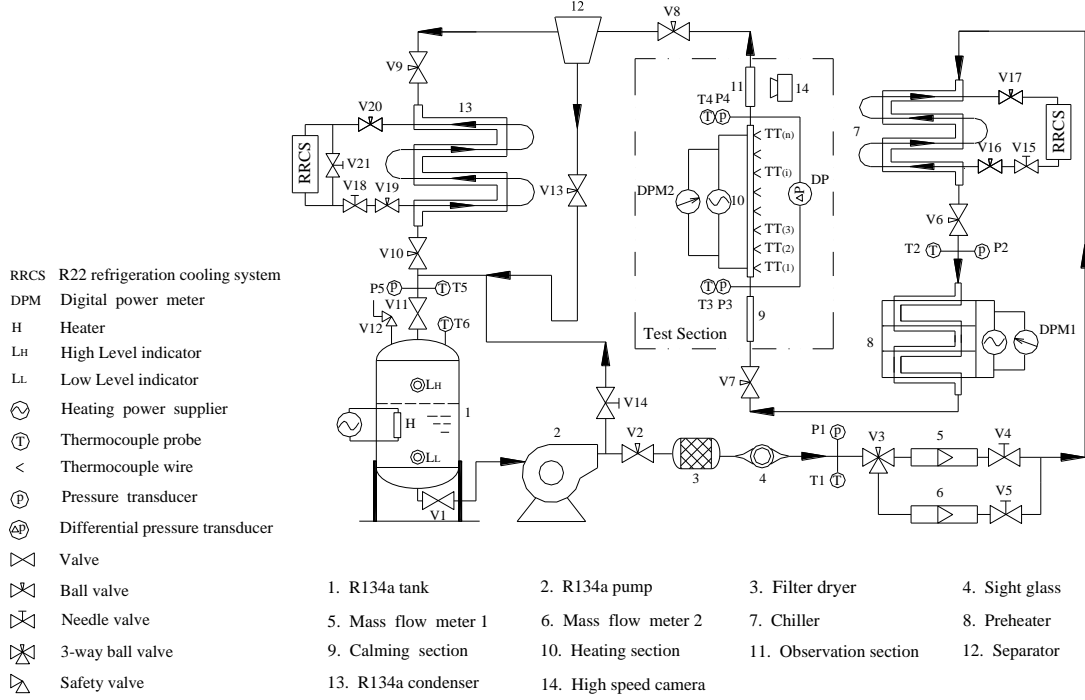 12
V8
V9
11
14
T4 P4
V17
V20
13
TT(n)
7
RRCS
V21
TT(i)
DP
ΔP
V16 V15
RRCS
V18 V19
DPM2
10
V13
V6
V10
TT(3)
TT(2)
TT(1)
T2 T P P2
P5 P T T5
T3 P3
V11
V12
T T6
9
Test Section
8
DPM1
V7
LH
1
H
V14
LL
2
V2
P1 P
V3
5
V4
3
4
T1 T
6
V5
V1
RRCS R22 refrigeration cooling system
DPM Digital power meter
H Heater
LH High Level indicator
LL Low Level indicator
Heating power supplier
T Thermocouple probe
< Thermocouple wire
P Pressure transducer
ΔP Differential pressure transducer
Valve
Ball valve
Needle valve
3-way ball valve
Safety valve
1. R134a tank
2. R134a pump
3. Filter dryer
4. Sight glass
5. Mass flow meter 1
6. Mass flow meter 2
7. Chiller
8. Preheater
9. Calming section
10. Heating section
11. Observation section
12. Separator
13. R134a condenser
14. High speed camera